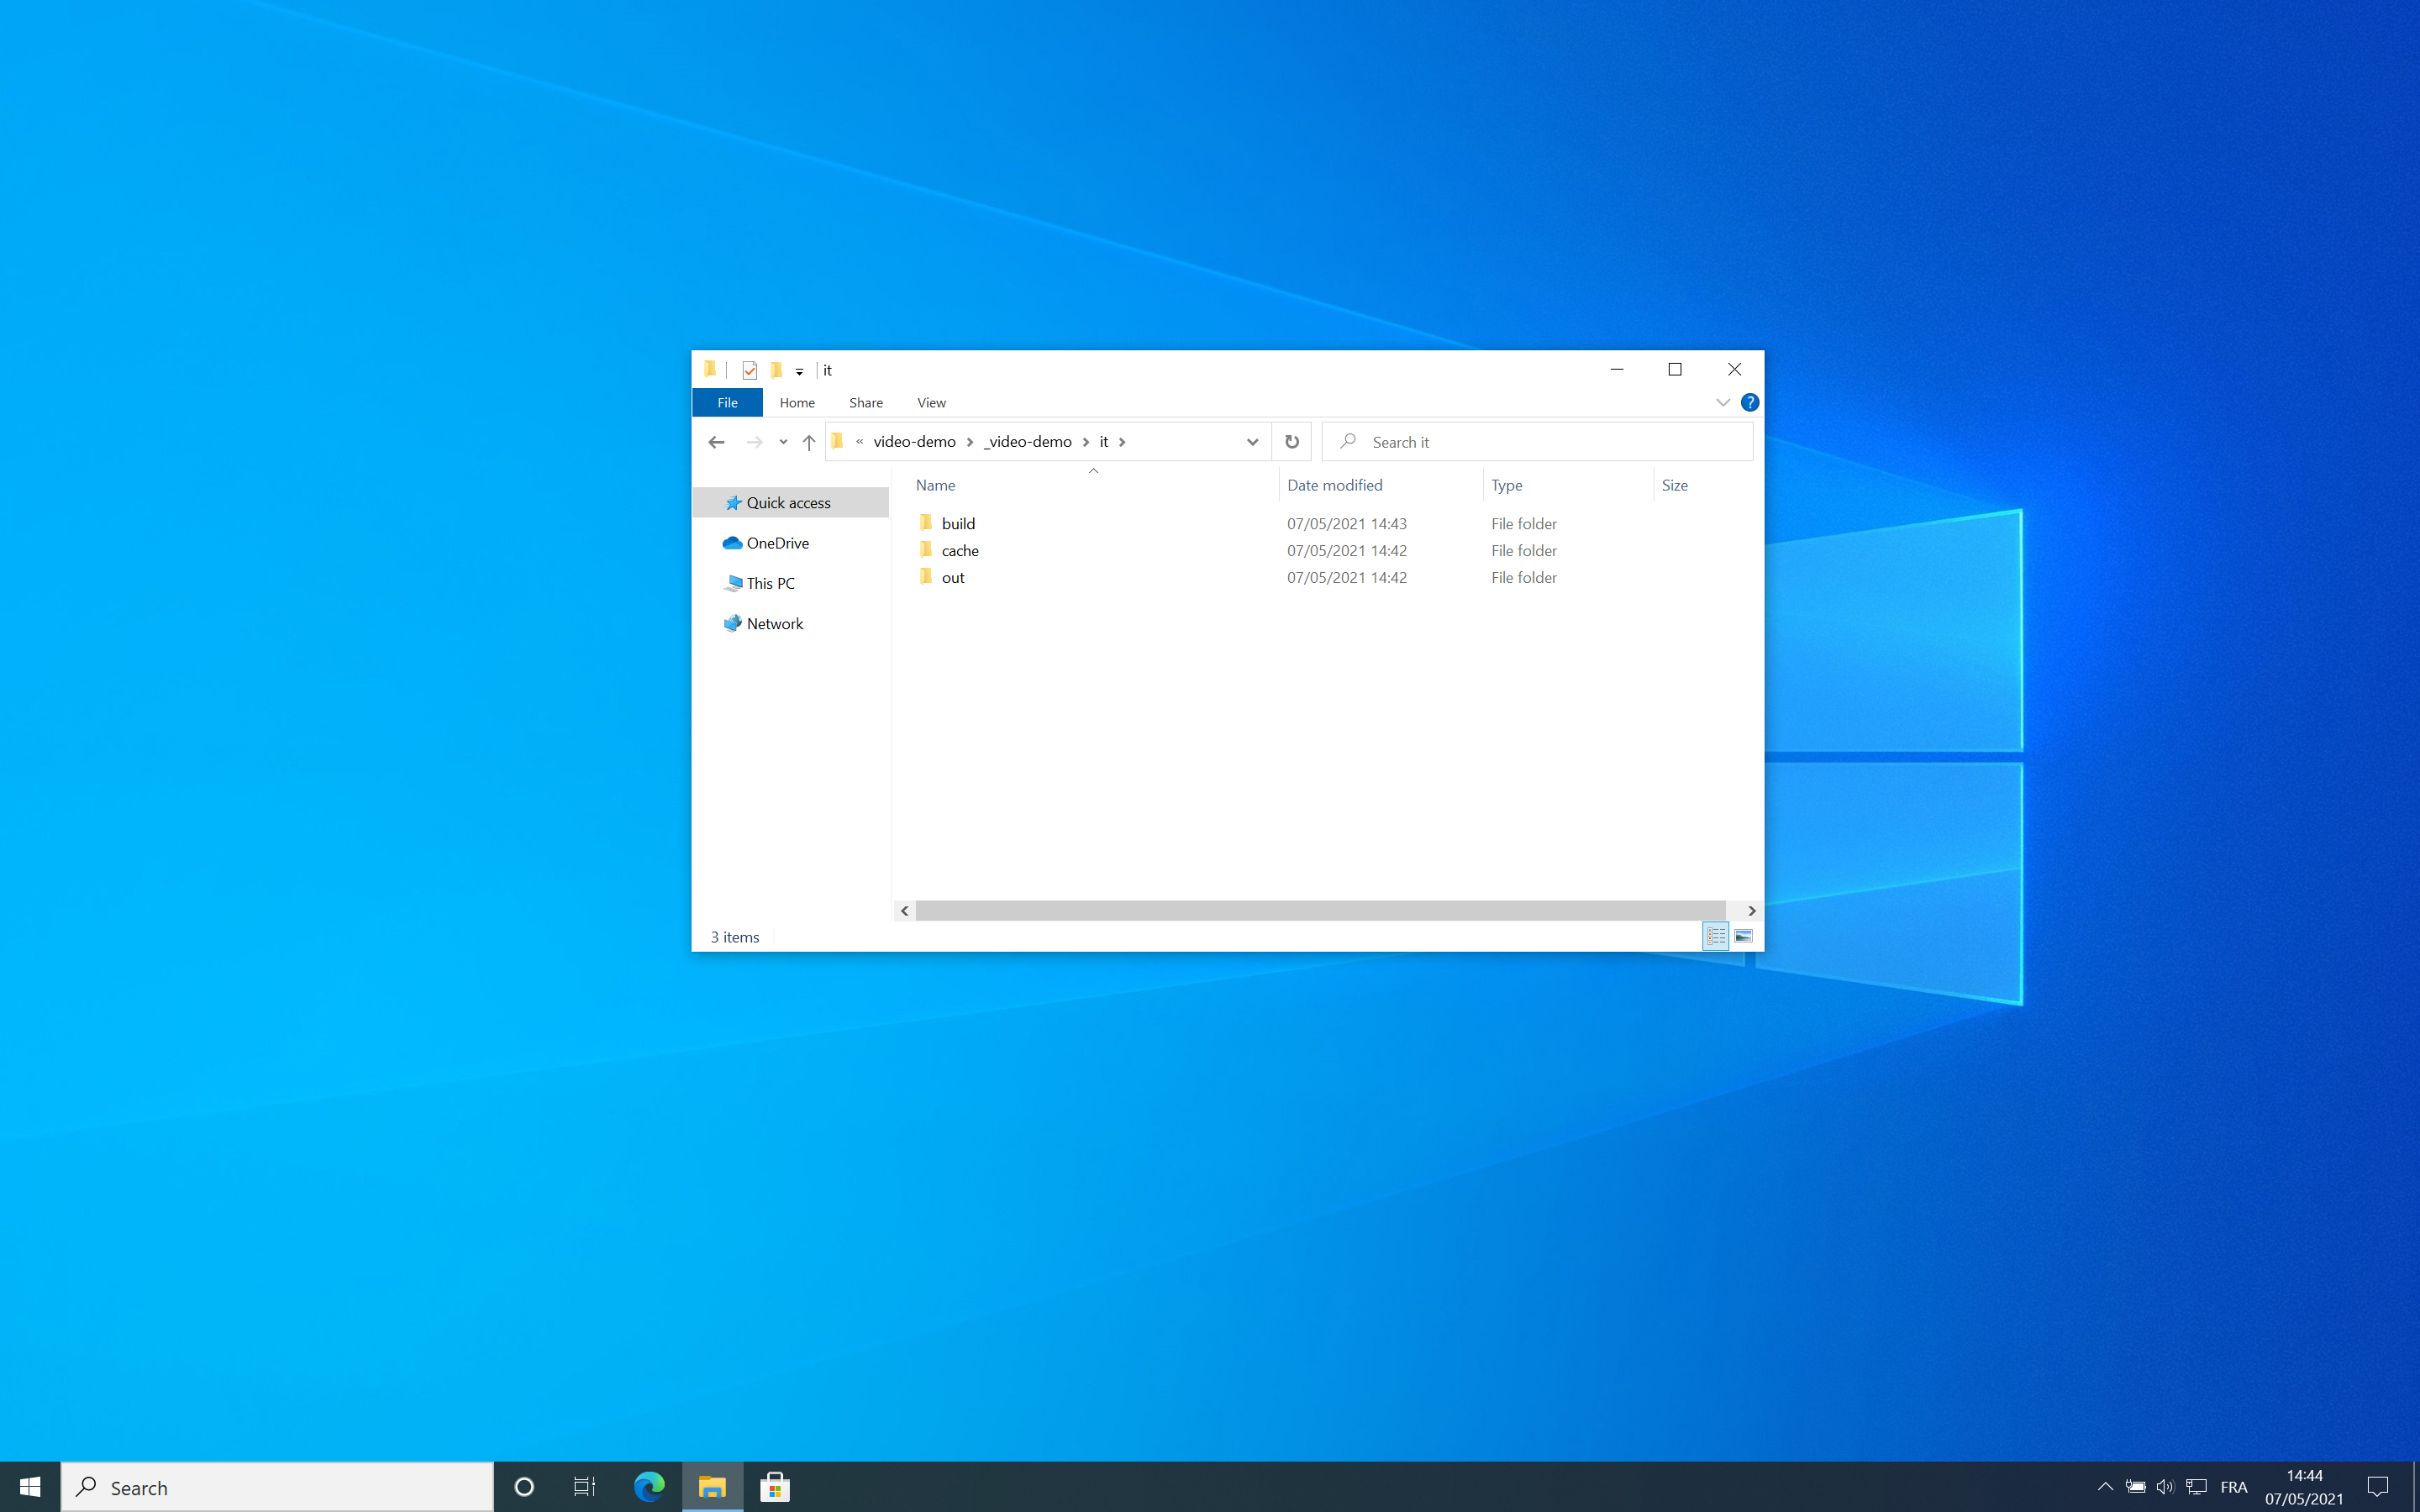 it
File Home Share View ?
« video-demo _video-demo it Search it
Name Date modified Type Size
Quick access
OneDrive
This PC
Network
build 07/05/2021 14:43 File folder
cache 07/05/2021 14:42 File folder
out 07/05/2021 14:42 File folder
3 items
Search
FRA
14:44
07/05/2021